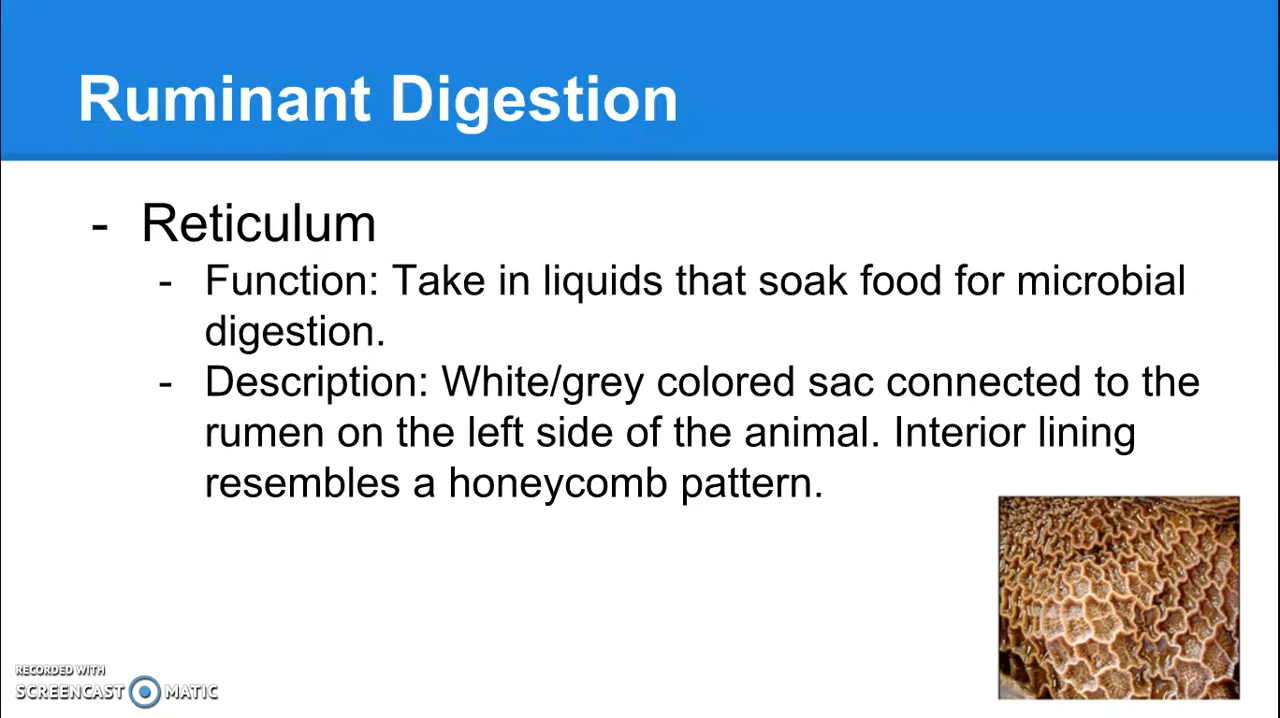 Ruminant Digestion
- Reticulum
- Function: Take in liquids that soak food for microbial
digestion.
- Description: White/grey colored sac connected to the
rumen on the left side of the animal. Interior lining
resembles a honeycomb pattern.
RECORDED WITH
SCREENCAST MATIC